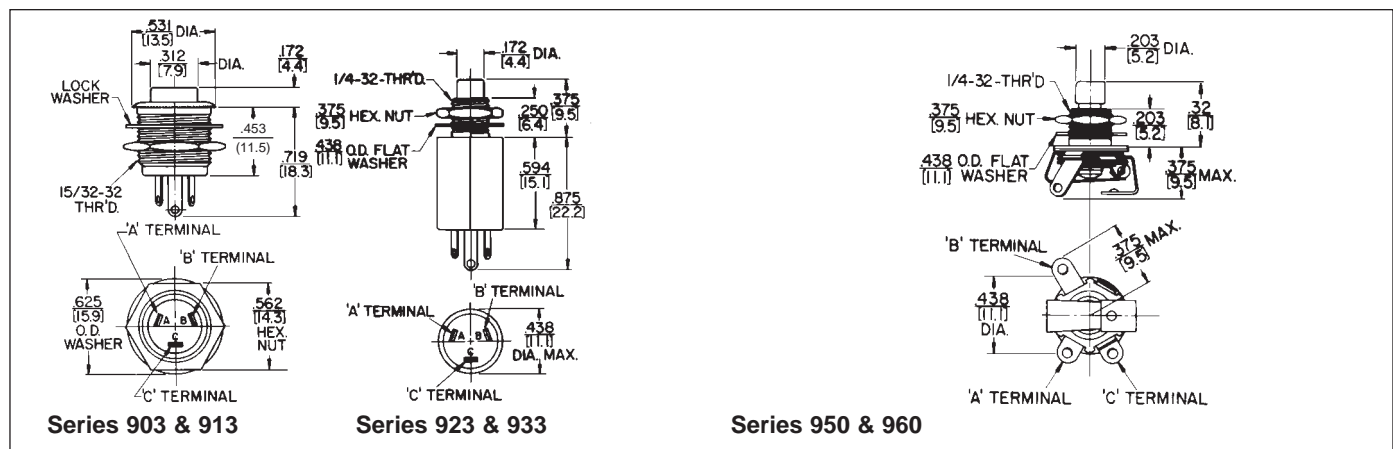 .531
[13.5] DIA.
.312
[7.9] DIA.
.172
[4.4]
LOCK
WASHER
.453
(11.5)
.719
[18.3]
15/32-32
THR'D.
'A' TERMINAL
'B' TERMINAL
.625
[15.9]
O.D.
WASHER
A B
C
.562
[14.3]
HEX.
NUT
'C' TERMINAL
Series 903 & 913
.172
[4.4] DIA.
1/4-32-THR'D.
.375
[9.5] HEX. NUT
.250
[6.4]
.375
[9.5]
.438
[11.1] O.D. FLAT
WASHER
.594
[15.1]
.875
[22.2]
'B' TERMINAL
'A' TERMINAL
A B
C
.438
[11.1]
DIA. MAX.
'C' TERMINAL
Series 923 & 933
.203
[5.2] DIA.
1/4-32-THR'D
.375
[9.5] HEX. NUT
.203
[5.2]
.32
[8.1]
.438
[11.1] O.D. FLAT
WASHER
.375
[9.5] MAX.
'B' TERMINAL
.375
[9.5] MAX.
.438
[11.1]
DIA.
'A' TERMINAL
'C' TERMINAL
Series 950 & 960